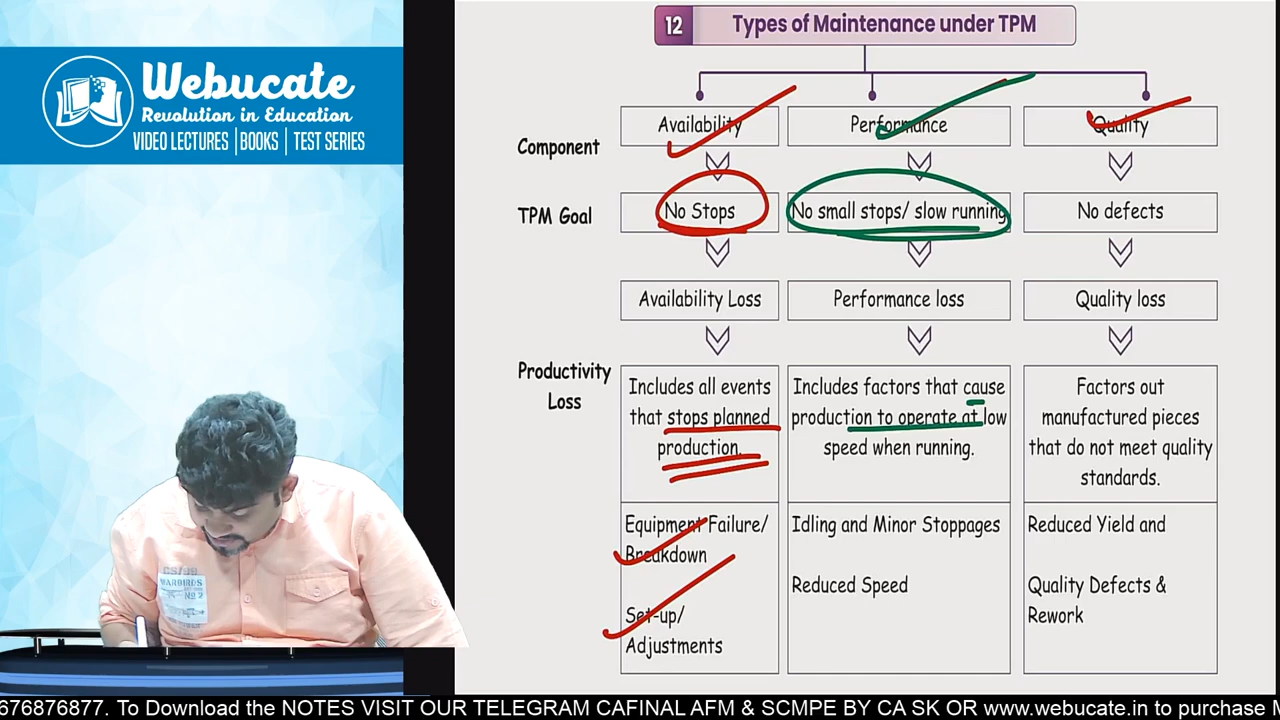 Webucate
Revolution in Education
VIDEO LECTURES | BOOKS | TEST SERIES
12 Types of Maintenance under TPM
Component
Availability
Performance
Quality
TPM Goal
No Stops
No small stops/ slow running
No defects
Availability Loss
Performance loss
Quality loss
Productivity
Loss
Includes all events
that stops planned
production.
Includes factors that cause
production to operate at low
speed when running.
Factors out
manufactured pieces
that do not meet quality
standards.
Equipment Failure/
Breakdown
Set-up/
Adjustments
Idling and Minor Stoppages
Reduced Speed
Reduced Yield and
Quality Defects &
Rework
CS/99
WARBIRDS
Nº 2
676876877. To Download the NOTES VISIT OUR TELEGRAM CAFINAL AFM & SCMPE BY CA SK OR www.webucate.in to purchase